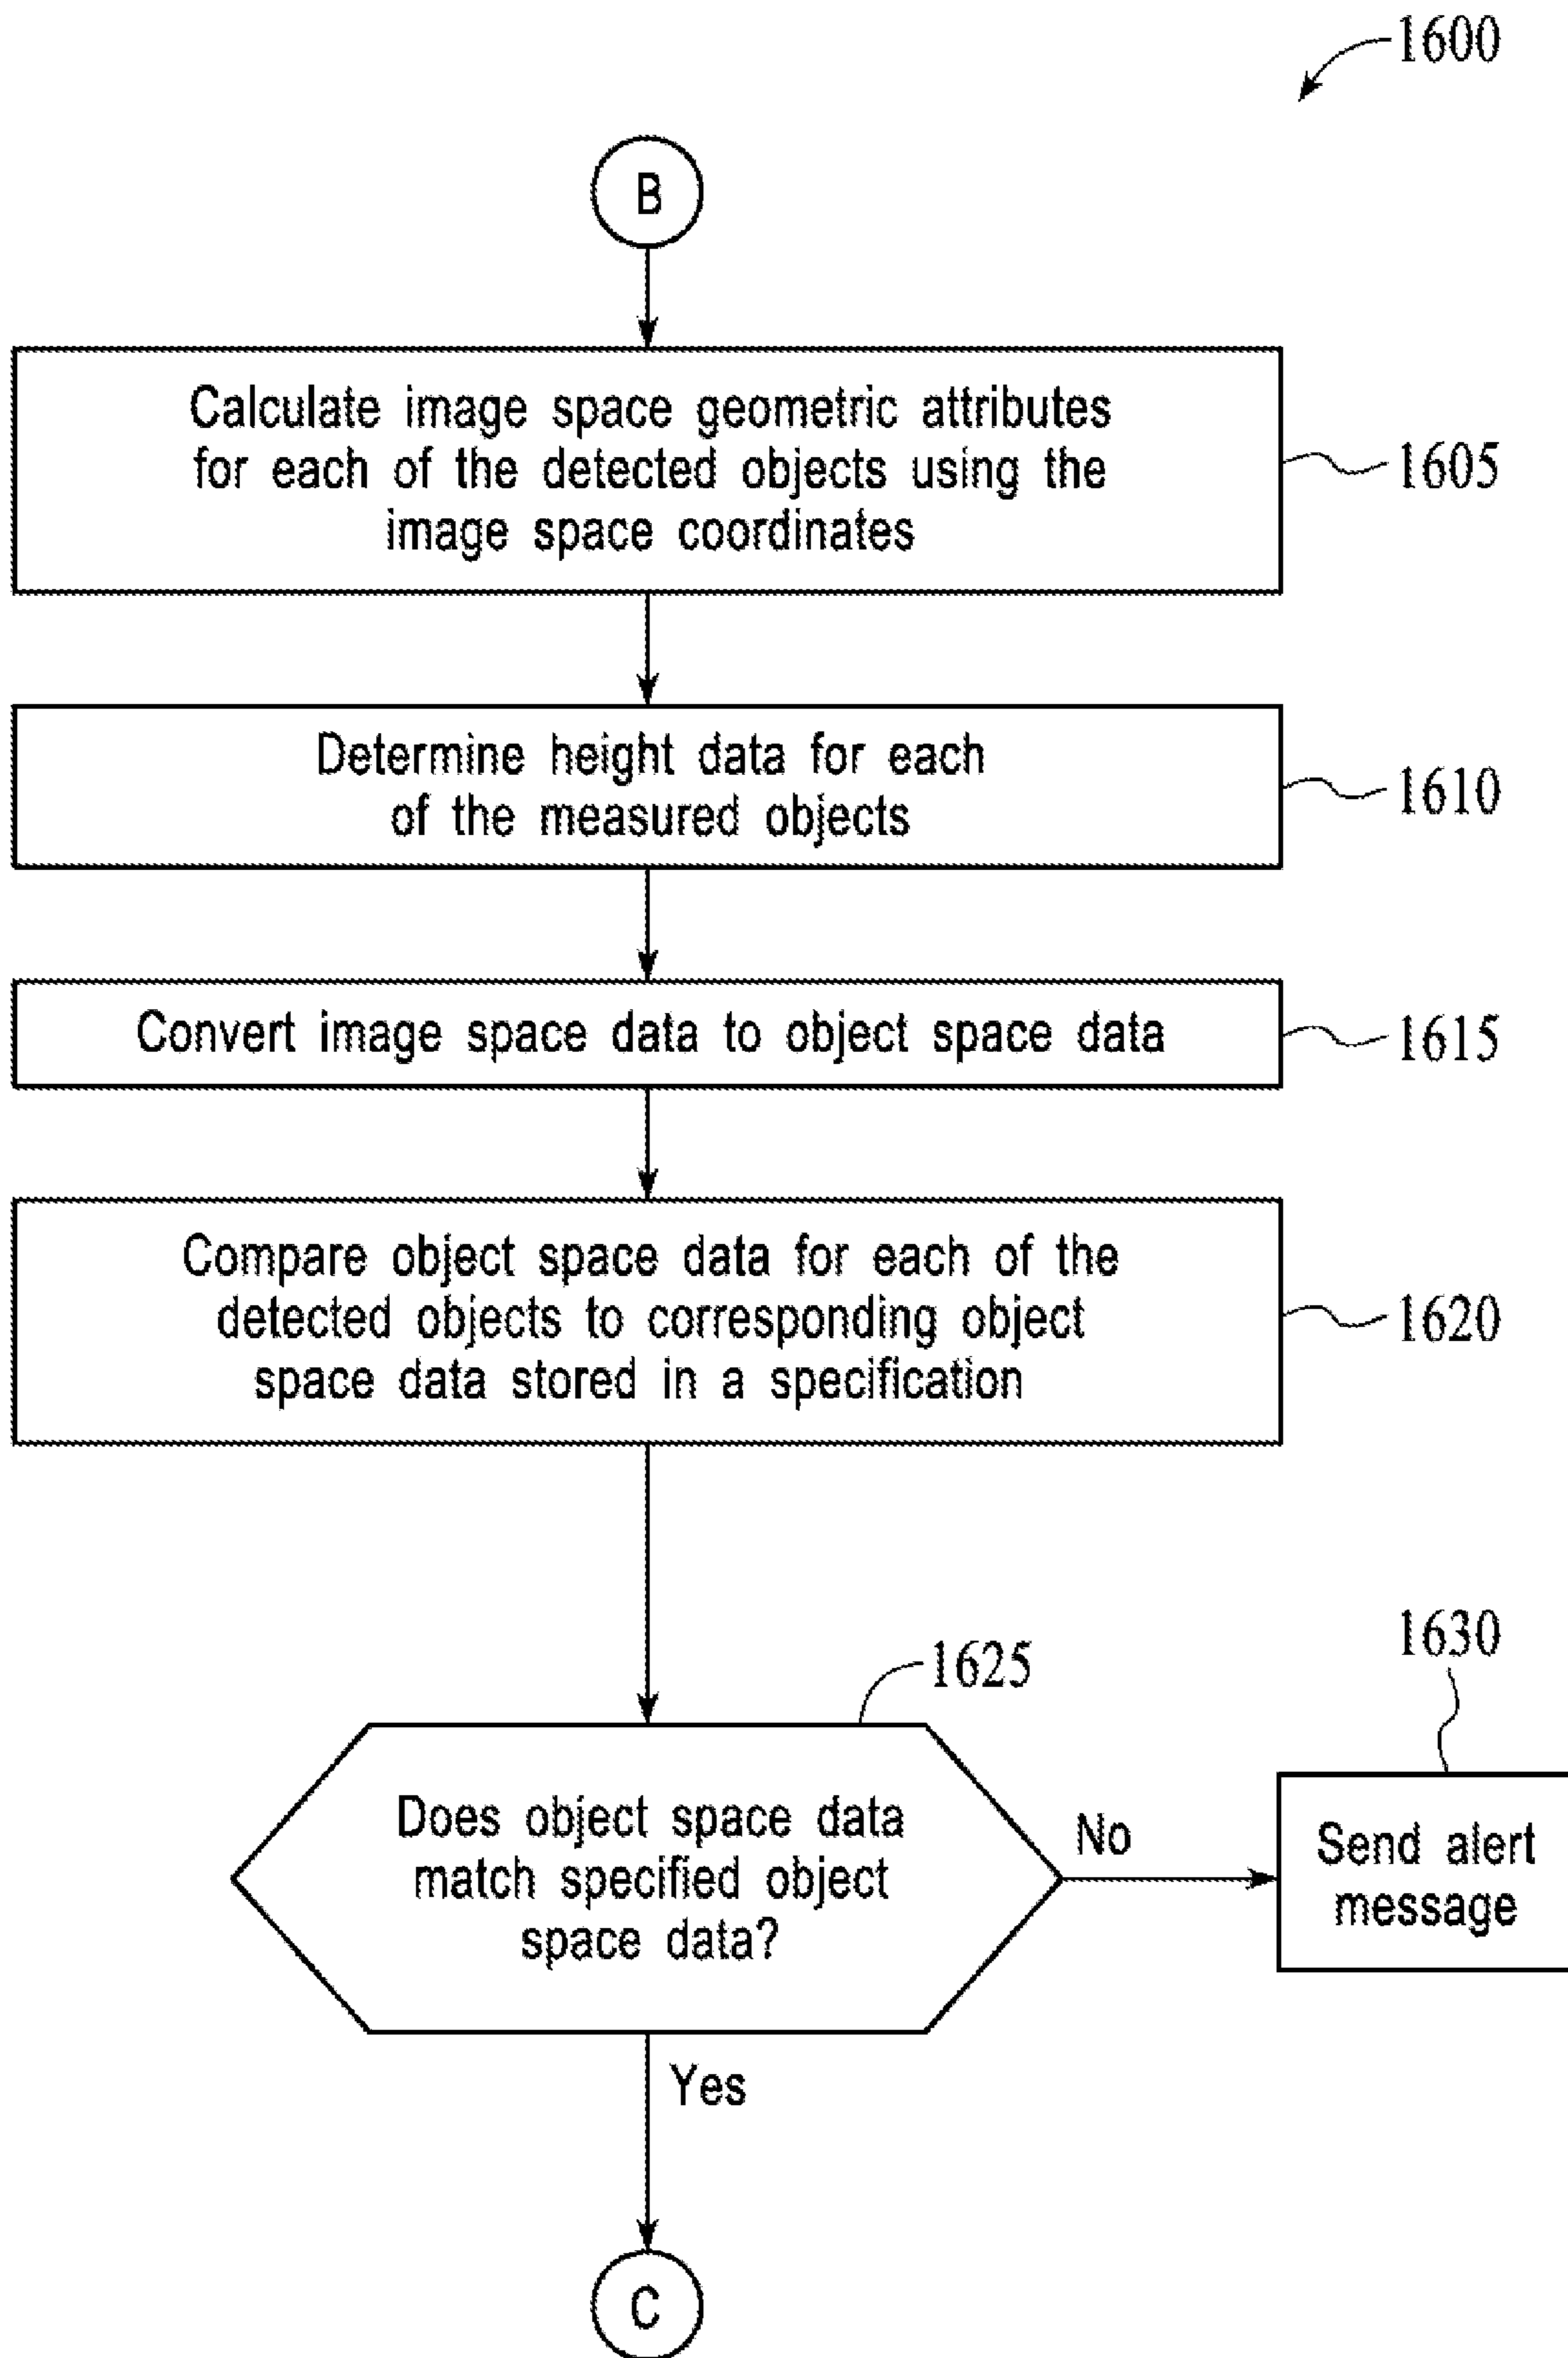 1600
B
Calculate image space geometric attributes
for each of the detected objects using the
image space coordinates
1605
Determine height data for each
of the measured objects
1610
Convert image space data to object space data
1615
Compare object space data for each of the
detected objects to corresponding object
space data stored in a specification
1620
1625
Does object space data
match specified object
space data?
No
1630
Send alert
message
Yes
C